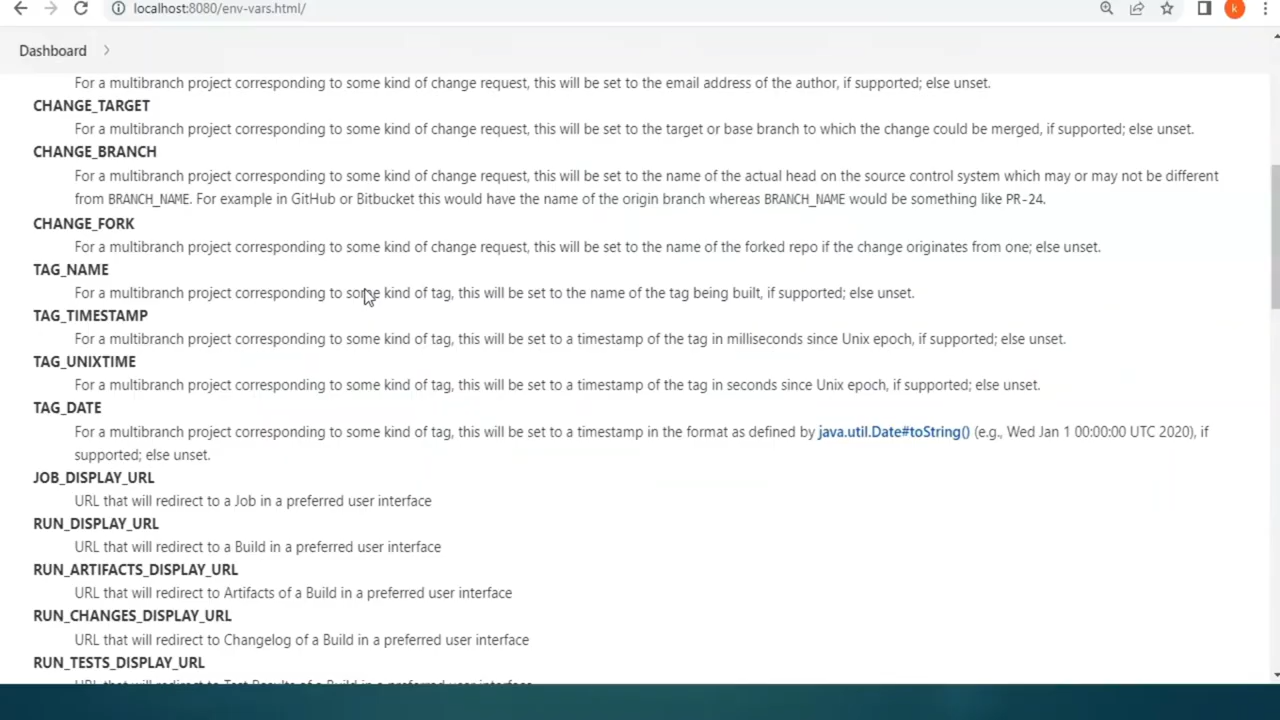 localhost:8080/env-vars.html/
k
Dashboard
For a multibranch project corresponding to some kind of change request, this will be set to the email address of the author, if supported; else unset.
CHANGE_TARGET
For a multibranch project corresponding to some kind of change request, this will be set to the target or base branch to which the change could be merged, if supported; else unset.
CHANGE_BRANCH
For a multibranch project corresponding to some kind of change request, this will be set to the name of the actual head on the source control system which may or may not be different
from BRANCH_NAME. For example in GitHub or Bitbucket this would have the name of the origin branch whereas BRANCH_NAME would be something like PR-24.
CHANGE_FORK
For a multibranch project corresponding to some kind of change request, this will be set to the name of the forked repo if the change originates from one; else unset.
TAG_NAME
For a multibranch project corresponding to some kind of tag, this will be set to the name of the tag being built, if supported; else unset.
TAG_TIMESTAMP
For a multibranch project corresponding to some kind of tag, this will be set to a timestamp of the tag in milliseconds since Unix epoch, if supported; else unset.
TAG_UNIXTIME
For a multibranch project corresponding to some kind of tag, this will be set to a timestamp of the tag in seconds since Unix epoch, if supported; else unset.
TAG_DATE
For a multibranch project corresponding to some kind of tag, this will be set to a timestamp in the format as defined by java.util.Date#toString() (e.g., Wed Jan 1 00:00:00 UTC 2020), if
supported; else unset.
JOB_DISPLAY_URL
URL that will redirect to a Job in a preferred user interface
RUN_DISPLAY_URL
URL that will redirect to a Build in a preferred user interface
RUN_ARTIFACTS_DISPLAY_URL
URL that will redirect to Artifacts of a Build in a preferred user interface
RUN_CHANGES_DISPLAY_URL
URL that will redirect to Changelog of a Build in a preferred user interface
RUN_TESTS_DISPLAY_URL
URL that will redirect to Test Results of a Build in a preferred user interface